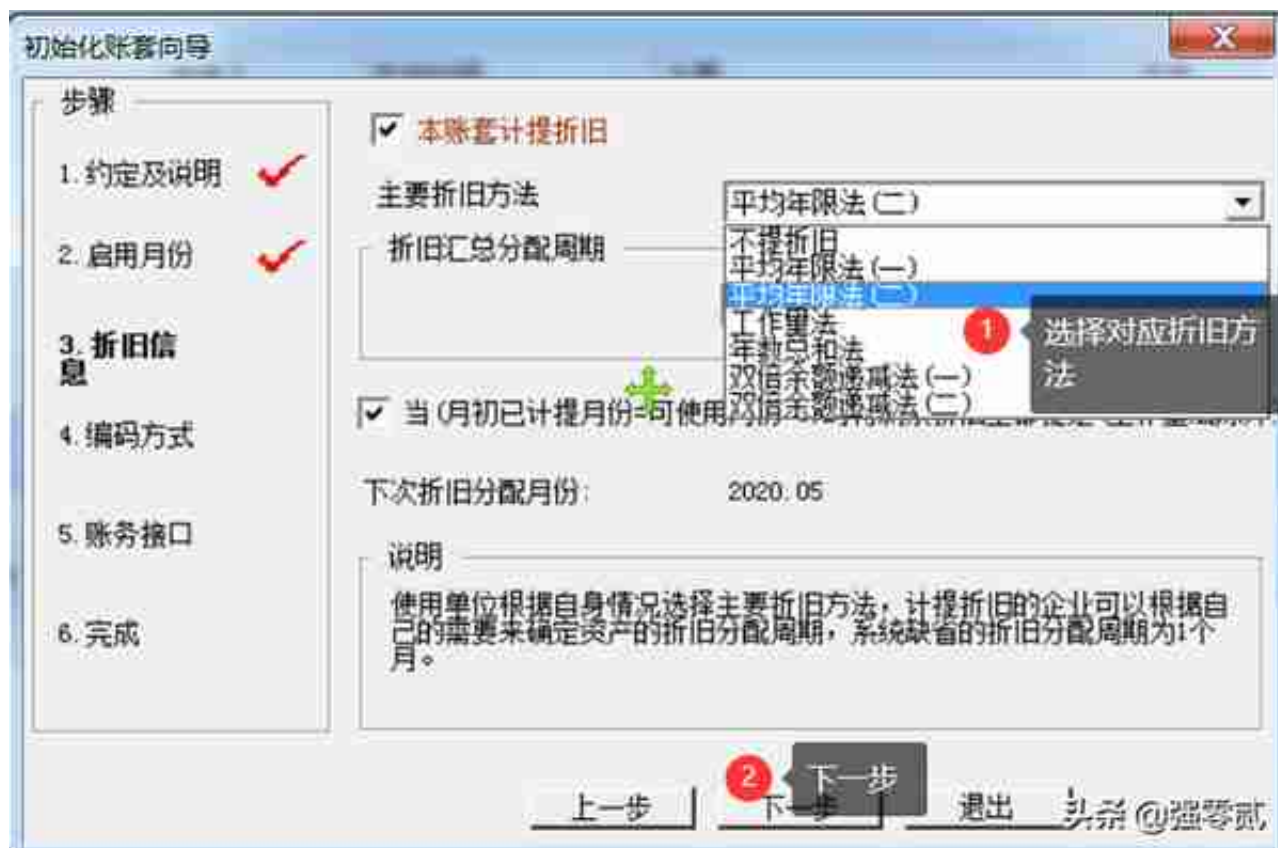 初始化账套向导
步骤
1. 约定及说明
2. 启用月份
3. 折旧信
息
4. 编码方式
5. 账务接口
6. 完成
本账套计提折旧
主要折旧方法
平均年限法(二)
不提折旧
平均年限法(一)
平均年限法(二)
工作量法
年数总和法
双倍余额递减法(一)
双倍余额递减法(二)
1
选择对应折旧方
法
折旧汇总分配周期
当(月初已计提月份=可使用月份
下次折旧分配月份:
2020.05
说明
使用单位根据自身情况选择主要折旧方法，计提折旧的企业可以根据自
己的需要来确定资产的折旧分配周期，系统缺省的折旧分配周期为1个
月。
2
下一步
上一步
下一步
退出
头条 @强零贰